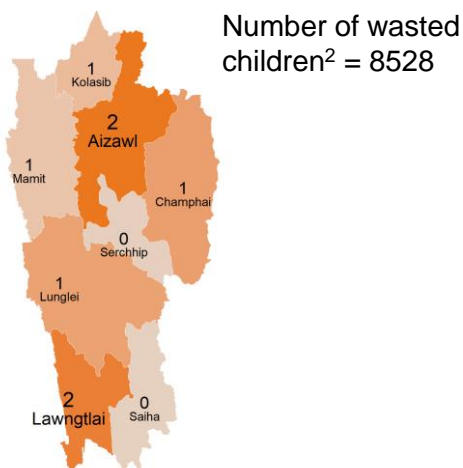 Number of wasted
children² = 8528
1
Kolasib
2
Aizawl
1
Mamit
1
Champhai
0
Serchhip
1
Lunglei
2
Lawngtlai
0
Saiha